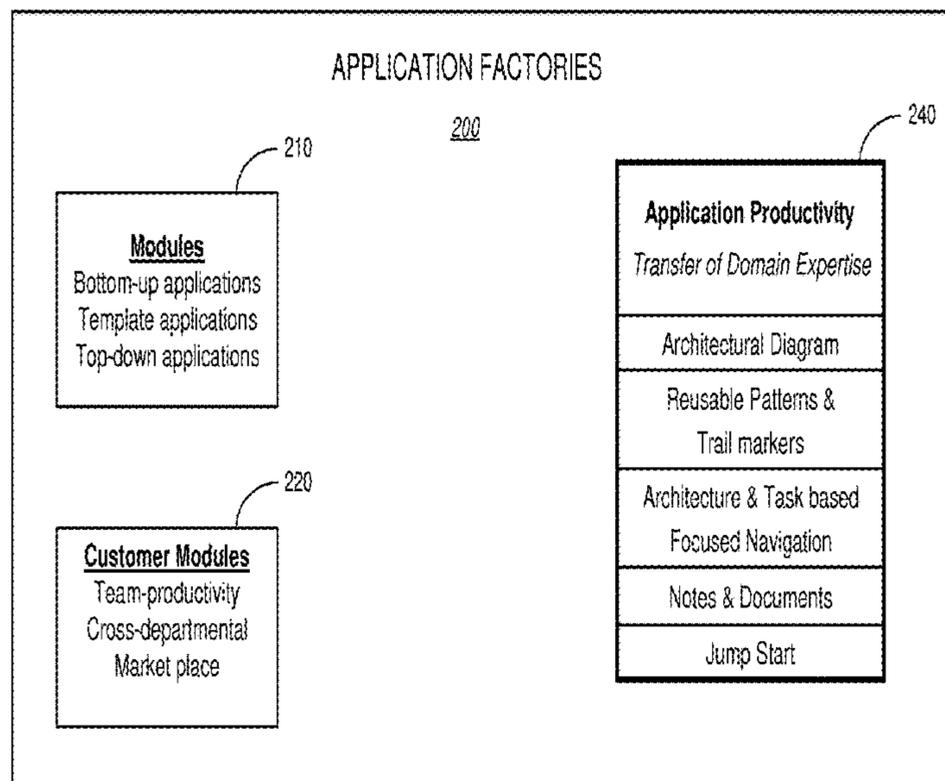 APPLICATION FACTORIES
200
210
Modules
Bottom-up applications
Template applications
Top-down applications
220
Customer Modules
Team-productivity
Cross-departmental
Market place
240
Application Productivity
Transfer of Domain Expertise
Architectural Diagram
Reusable Patterns &
Trail markers
Architecture & Task based
Focused Navigation
Notes & Documents
Jump Start